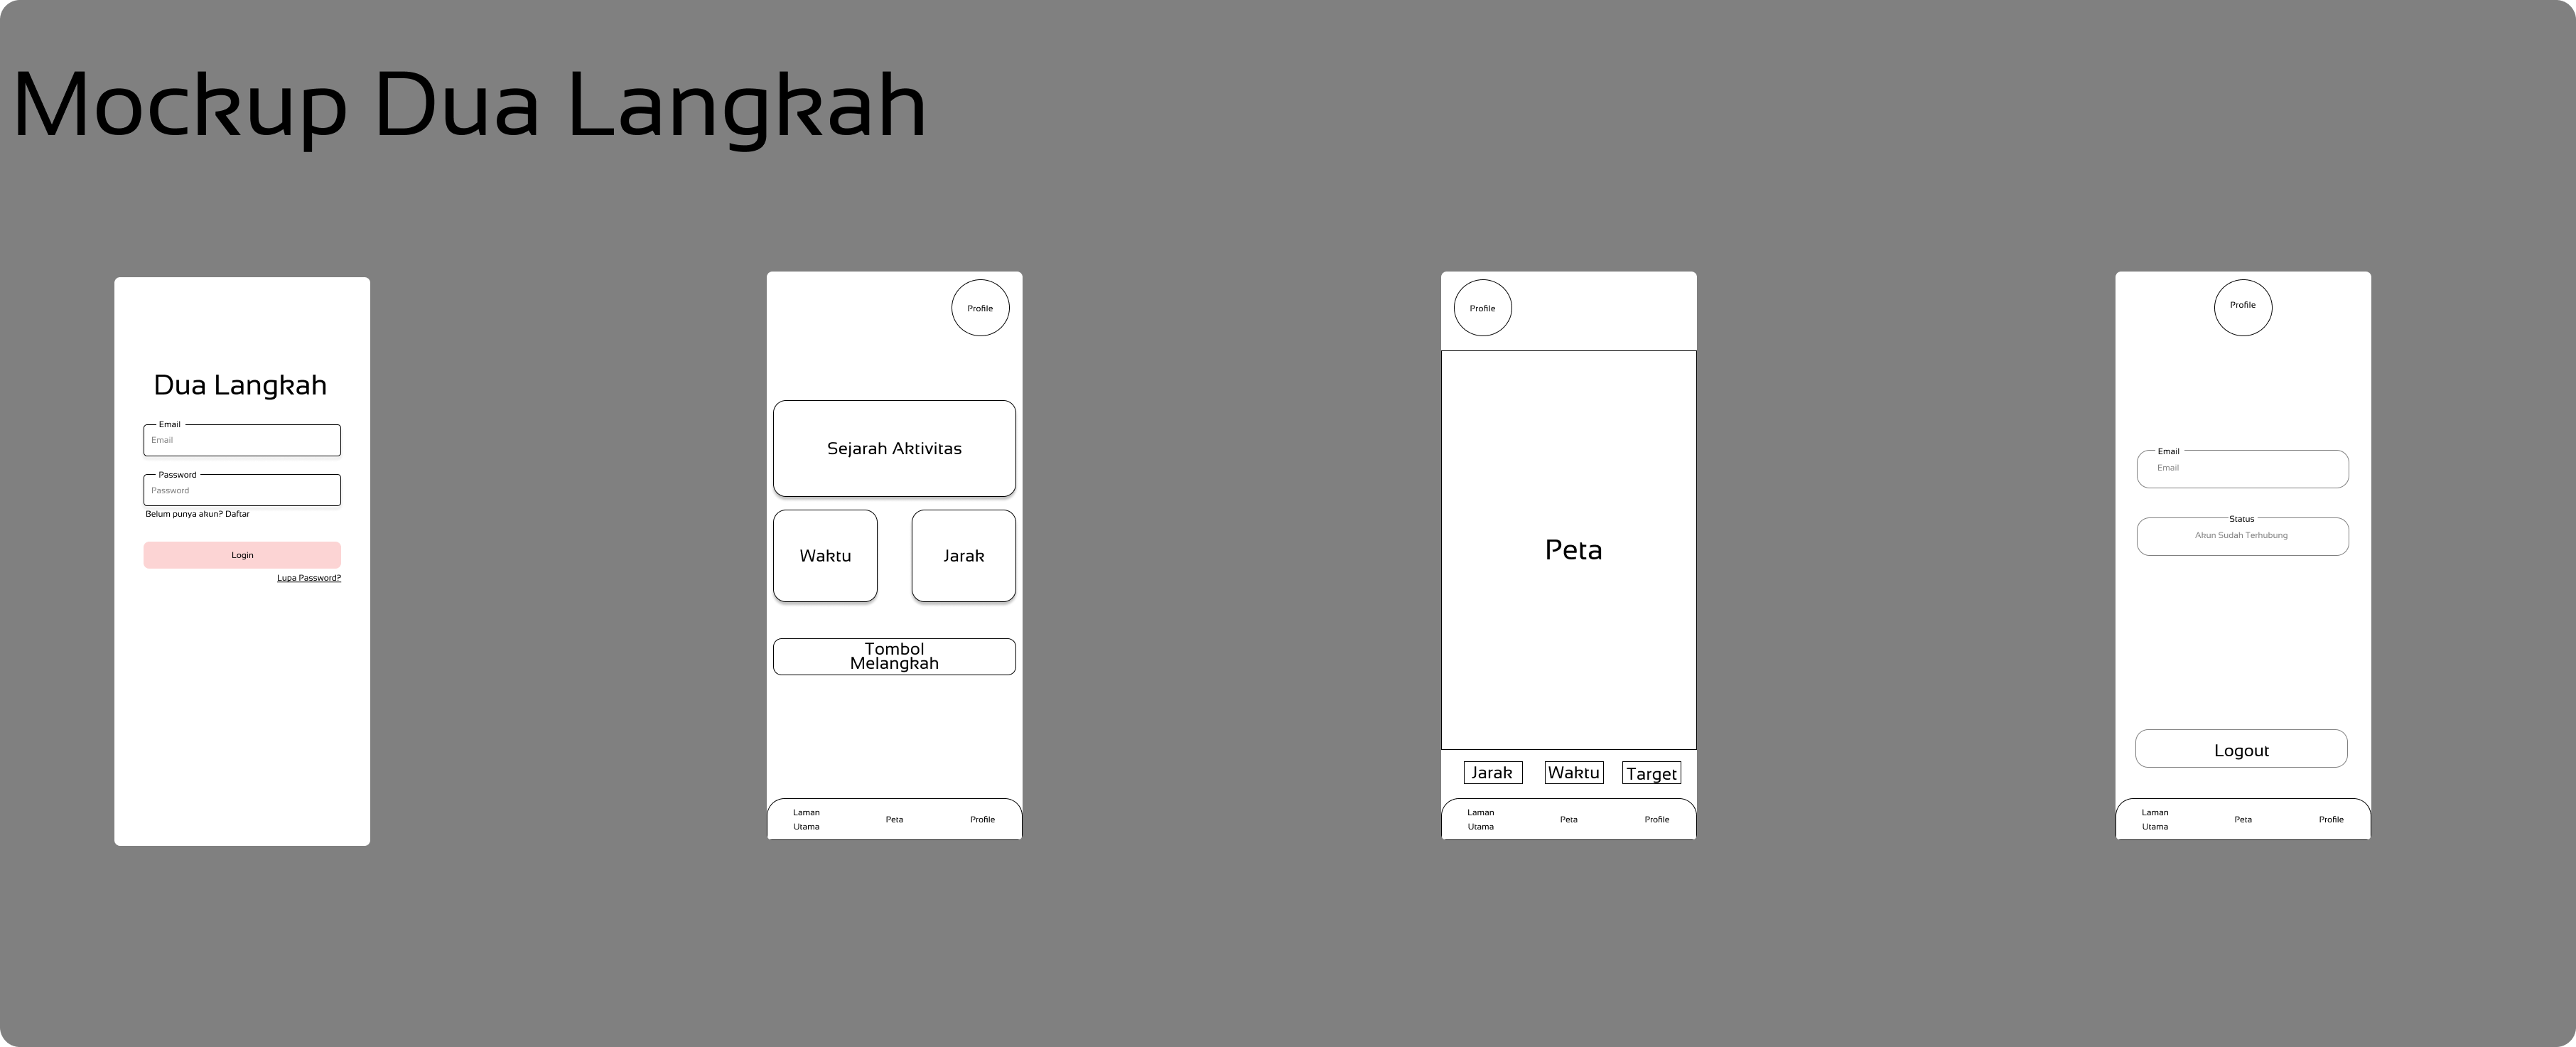 Mockup Dua Langkah
Dua Langkah
Email
Email
Password
Password
Belum punya akun? Daftar
Login
Lupa Password?
Profile
Sejarah Aktivitas
Waktu
Jarak
Tombol
Melangkah
Laman
Utama
Peta
Profile
Profile
Peta
Jarak
Waktu
Target
Laman
Utama
Peta
Profile
Profile
Email
Email
Status
Akun Sudah Terhubung
Logout
Laman
Utama
Peta
Profile